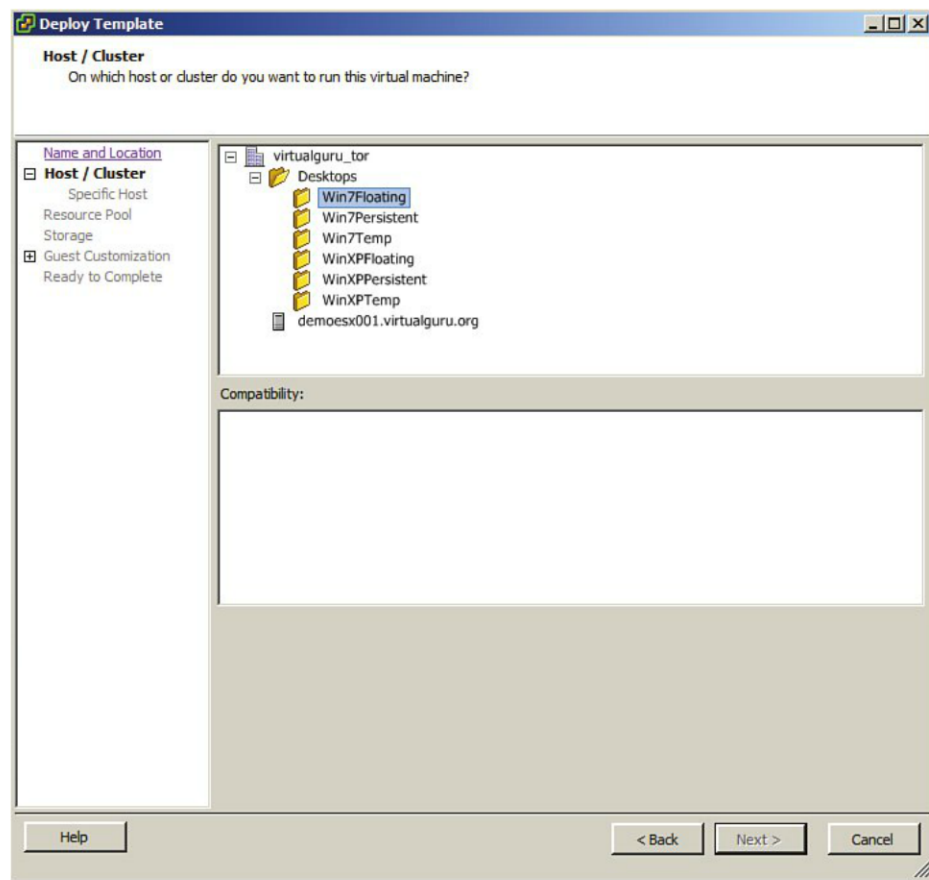 Deploy Template
Host / Cluster
On which host or cluster do you want to run this virtual machine?
Name and Location
Host / Cluster
Specific Host
Resource Pool
Storage
Guest Customization
Ready to Complete
virtualguru_tor
Desktops
Win7Floating
Win7Persistent
Win7Temp
WinXPFloating
WinXPPersistent
WinXPTemp
demoesx001.virtualguru.org
Compatibility:
Help
< Back
Next >
Cancel